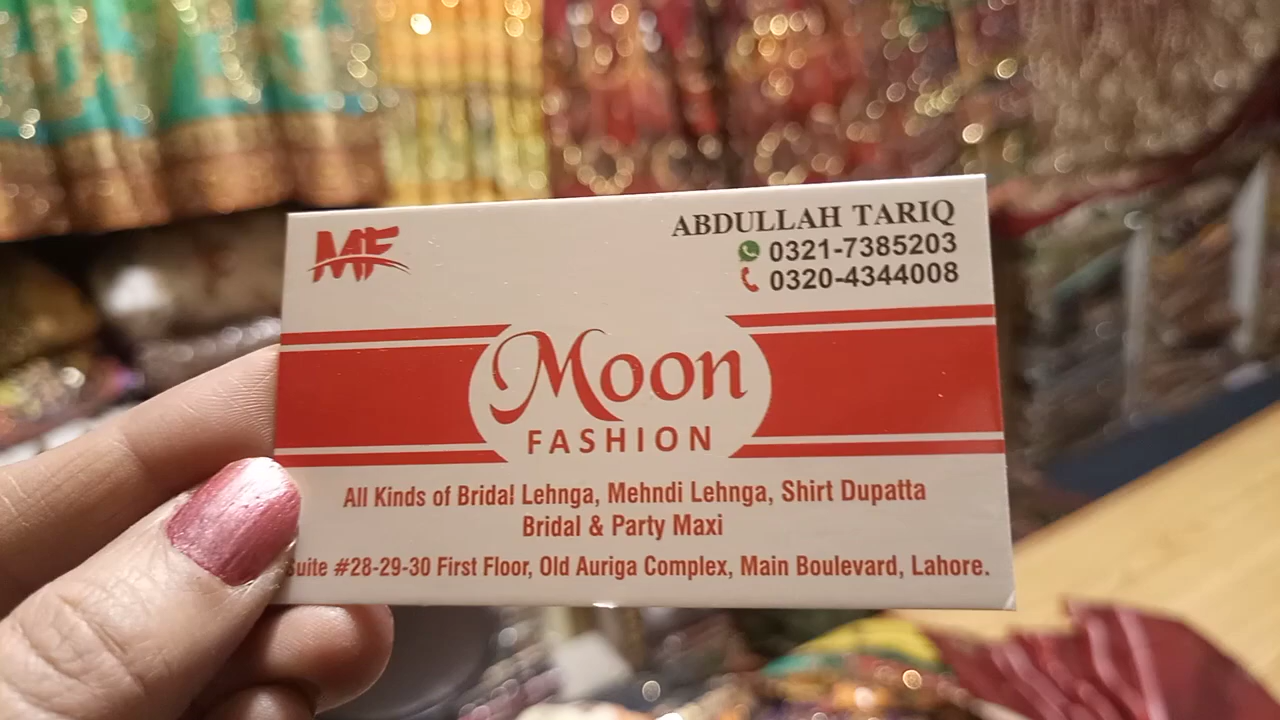 MF
ABDULLAH TARIQ
0321-7385203
0320-4344008
Moon
FASHION
All Kinds of Bridal Lehnga, Mehndi Lehnga, Shirt Dupatta
Bridal & Party Maxi
Suite #28-29-30 First Floor, Old Auriga Complex, Main Boulevard, Lahore.